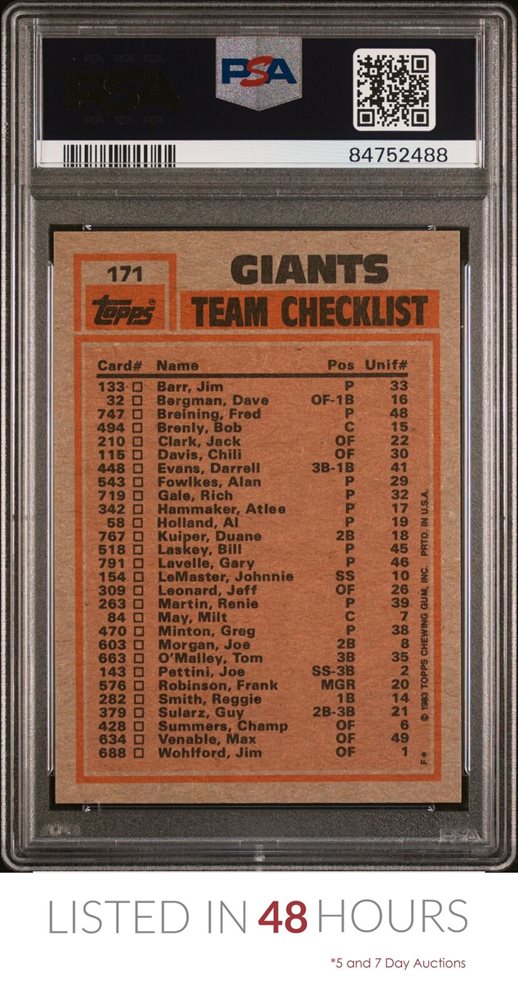 PSA
84752488
171
GIANTS
Topps
TEAM CHECKLIST
Card# Name Pos Unif#
133 Barr, Jim P 33
32 Bergman, Dave OF-1B 16
747 Breining, Fred P 48
494 Brenly, Bob C 15
210 Clark, Jack OF 22
115 Davis, Chili OF 30
448 Evans, Darrell 3B-1B 41
543 Fowlkes, Alan P 29
719 Gale, Rich P 32
342 Hammaker, Atlee P 17
58 Holland, Al P 19
767 Kuiper, Duane 2B 18
518 Laskey, Bill P 45
791 Lavelle, Gary P 46
154 LeMaster, Johnnie SS 10
309 Leonard, Jeff OF 26
263 Martin, Renie P 39
84 May, Milt C 7
470 Minton, Greg P 38
603 Morgan, Joe 2B 8
663 O'Malley, Tom 3B 35
143 Pettini, Joe SS-3B 2
576 Robinson, Frank MGR 20
282 Smith, Reggie 1B 14
379 Sularz, Guy 2B-3B 21
428 Summers, Champ OF 6
634 Venable, Max OF 49
688 Wohlford, Jim OF 1
F* © 1983 TOPPS CHEWING GUM, INC. PRTD. IN U.S.A.
PSA
LISTED IN 48 HOURS
*5 and 7 Day Auctions